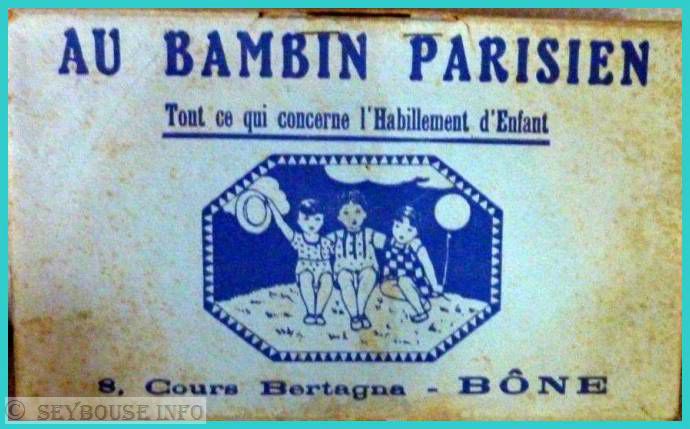 AU BAMBIN PARISIEN
Tout ce qui concerne l'Habillement d'Enfant
8, Cours Bertagna - BÔNE
© SEYBOUSE.INFO